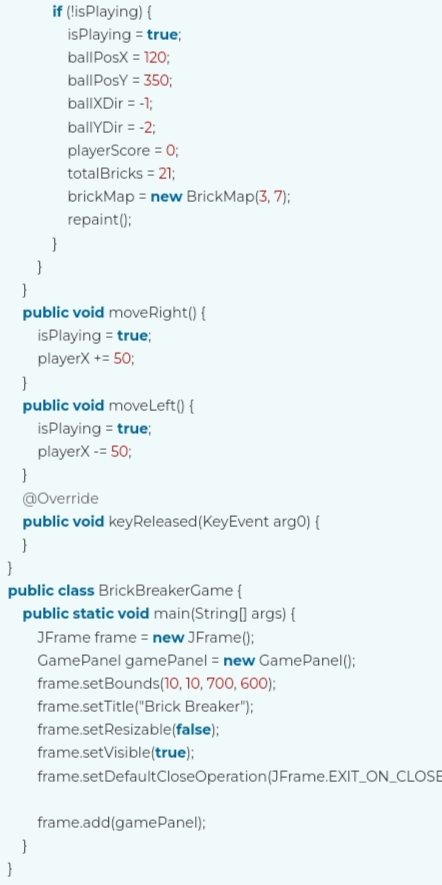 if (!isPlaying) {
isPlaying = true;
ballPosX = 120;
ballPosY = 350;
ballXDir = -1;
ballYDir = -2;
playerScore = 0;
totalBricks = 21;
brickMap = new BrickMap(3, 7);
repaint();
}
}
}
public void moveRight() {
isPlaying = true;
playerX += 50;
}
public void moveLeft() {
isPlaying = true;
playerX -= 50;
}
@Override
public void keyReleased(KeyEvent arg0) {
}
}
public class BrickBreakerGame {
public static void main(String[] args) {
JFrame frame = new JFrame();
GamePanel gamePanel = new GamePanel();
frame.setBounds(10, 10, 700, 600);
frame.setTitle("Brick Breaker");
frame.setResizable(false);
frame.setVisible(true);
frame.setDefaultCloseOperation(JFrame.EXIT_ON_CLOSE
frame.add(gamePanel);
}
}